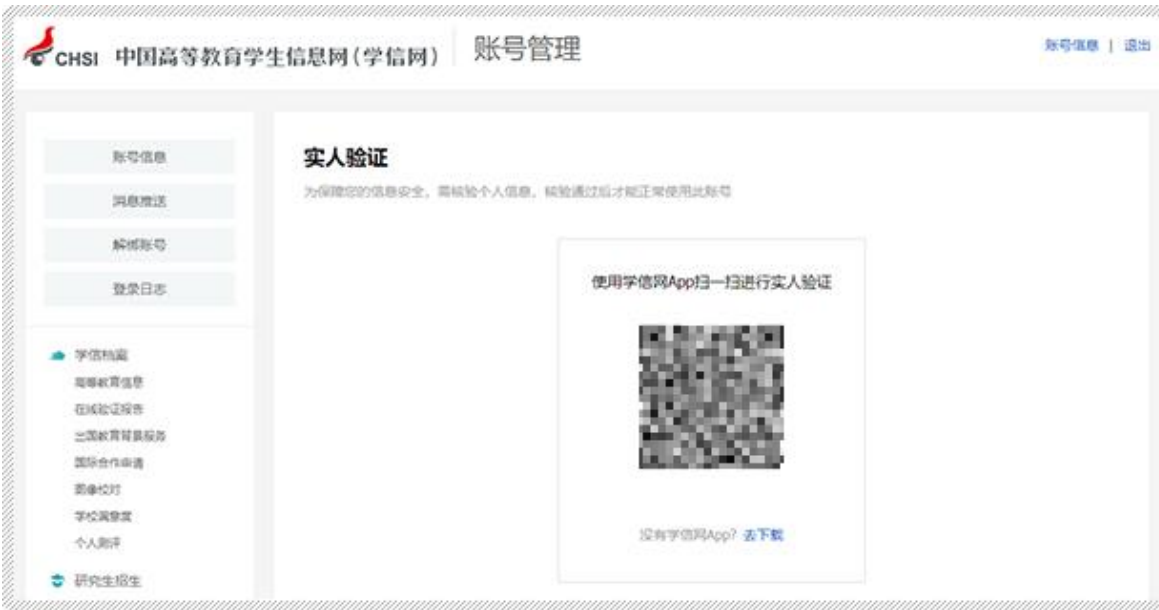 CHSI 中国高等教育学生信息网(学信网) 账号管理
账号信息 | 退出
账号信息
消息推送
解绑账号
登录日志
学信档案
高等教育信息
在线验证报告
出国教育背景服务
国际合作申请
图像校对
学校满意度
个人测评
研究生招生
实人验证
为保障您的信息安全，需核验个人信息，核验通过后才能正常使用此账号
使用学信网App扫一扫进行实人验证
没有学信网App? 去下载